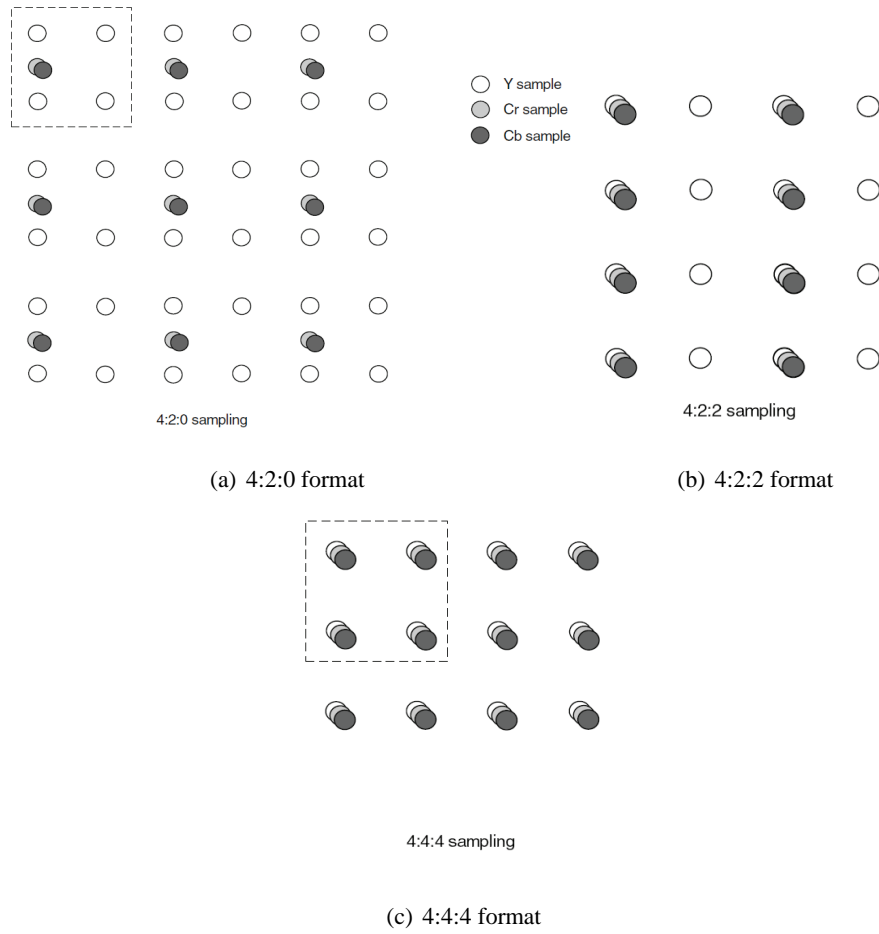 Y sample
Cr sample
Cb sample
4:2:0 sampling
4:2:2 sampling
(a) 4:2:0 format
(b) 4:2:2 format
4:4:4 sampling
(c) 4:4:4 format